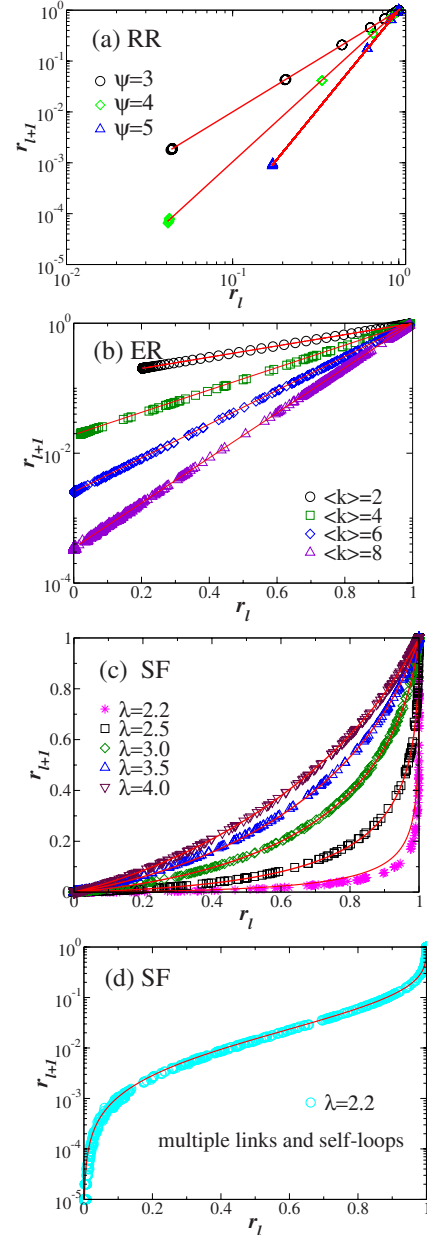 (a) RR
ψ=3
ψ=4
ψ=5
10^0
10^-1
10^-2
10^-3
10^-4
10^-5
r_{l+1}
10^-2 10^-1 10^0
r_l
(b) ER
10^0
10^-2
10^-4
r_{l+1}
<k>=2
<k>=4
<k>=6
<k>=8
0 0.2 0.4 0.6 0.8 1
r_l
(c) SF
λ=2.2
λ=2.5
λ=3.0
λ=3.5
λ=4.0
1
0.8
0.6
0.4
0.2
0
r_{l+1}
0 0.2 0.4 0.6 0.8 1
r_l
(d) SF
10^0
10^-1
10^-2
10^-3
10^-4
10^-5
r_{l+1}
λ=2.2
multiple links and self-loops
0 0.2 0.4 0.6 0.8 1
r_l